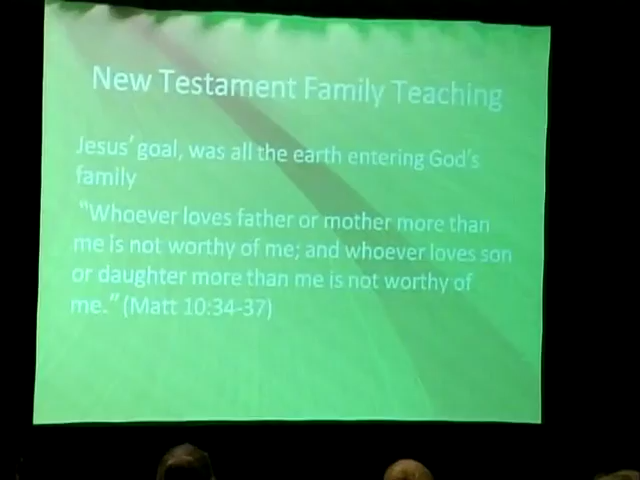 New Testament Family Teaching
Jesus' goal, was all the earth entering God's
family
"Whoever loves father or mother more than
me is not worthy of me; and whoever loves son
or daughter more than me is not worthy of
me." (Matt 10:34-37)